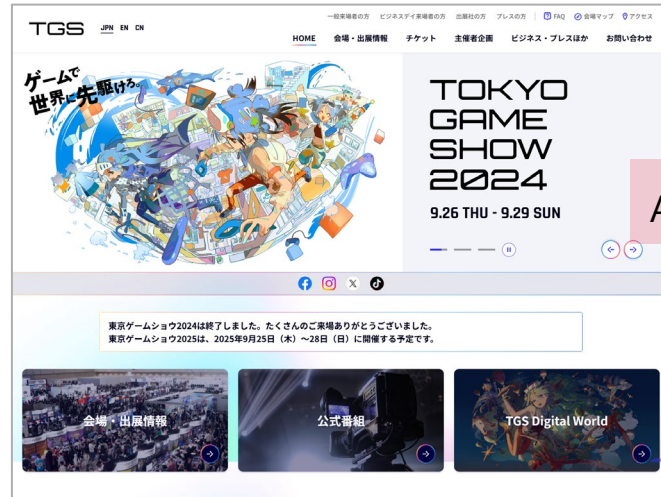 TGS JPN EN CN
一般来場者の方 ビジネスデイ来場者の方 出展社の方 プレスの方 FAQ 会場マップ アクセス
HOME 会場・出展情報 チケット 主催者企画 ビジネス・プレスほか お問い合わせ
ゲームで
世界に先駆けろ。
TOKYO
GAME
SHOW
2024
9.26 THU - 9.29 SUN
A
東京ゲームショウ2024は終了しました。たくさんのご来場ありがとうございました。
東京ゲームショウ2025は、2025年9月25日（木）～28日（日）に開催する予定です。
会場・出展情報
公式番組
TGS Digital World